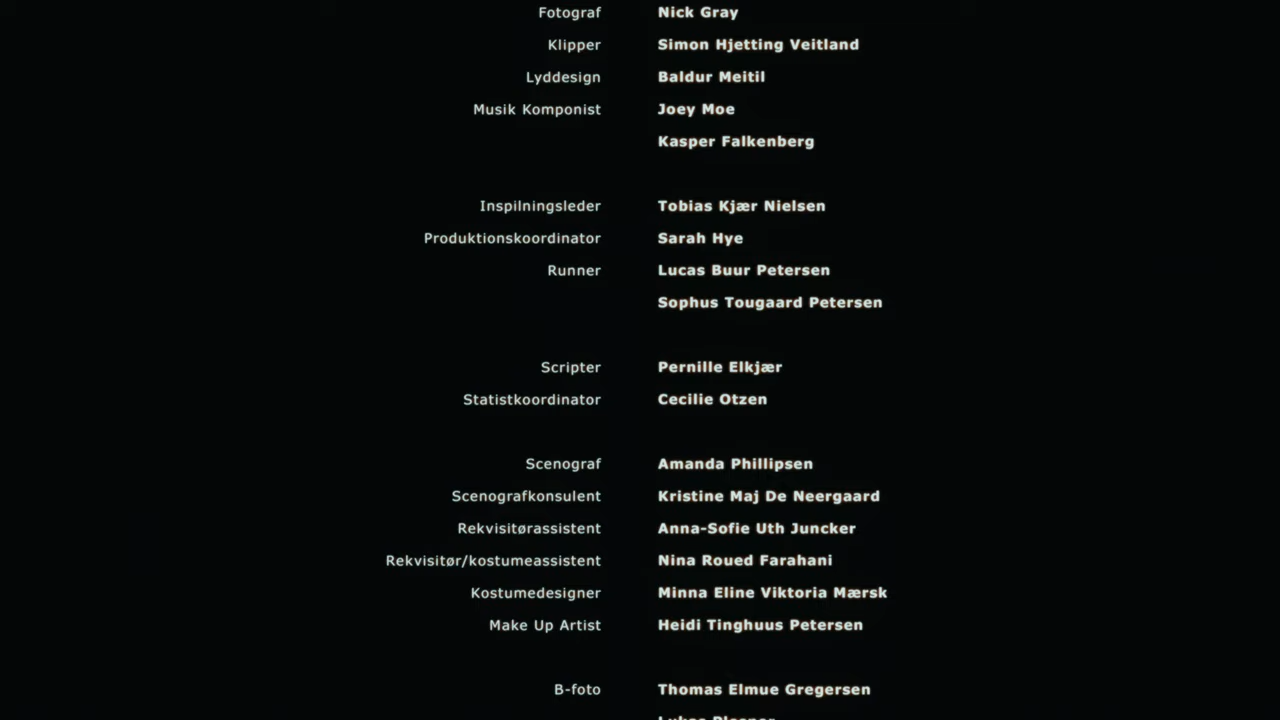 Fotograf Nick Gray
Klipper Simon Hjetting Veitland
Lyddesign Baldur Meitil
Musik Komponist Joey Moe
Kasper Falkenberg
Inspilningsleder Tobias Kjær Nielsen
Produktionskoordinator Sarah Hye
Runner Lucas Buur Petersen
Sophus Tougaard Petersen
Scripter Pernille Elkjær
Statistkoordinator Cecilie Otzen
Scenograf Amanda Phillipsen
Scenografkonsulent Kristine Maj De Neergaard
Rekvisitørassistent Anna-Sofie Uth Juncker
Rekvisitør/kostumeassistent Nina Roued Farahani
Kostumedesigner Minna Eline Viktoria Mærsk
Make Up Artist Heidi Tinghuus Petersen
B-foto Thomas Elmue Gregersen